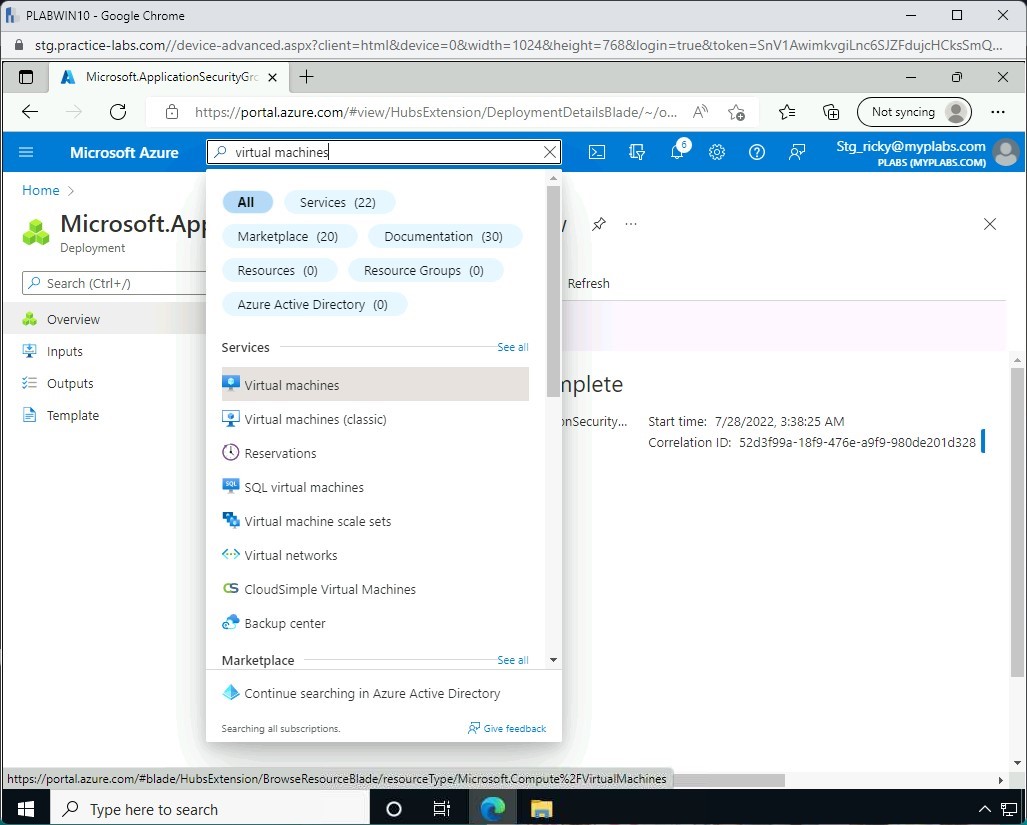 PLABWIN10 - Google Chrome
stg.practice-labs.com//device-advanced.aspx?client=html&device=0&width=1024&height=768&login=true&token=SnV1AwimkvgiLnc6SJZFdujcHCksSmQ...
Microsoft.ApplicationSecurityGro
https://portal.azure.com/#view/HubsExtension/DeploymentDetailsBlade/~/o...
Not syncing
Microsoft Azure
virtual machines
6
Stg_ricky@myplabs.com
PLABS (MYPLABS.COM)
Home
Microsoft.App
Deployment
Search (Ctrl+/)
Refresh
Overview
Inputs
Outputs
Template
All
Services (22)
Marketplace (20)
Documentation (30)
Resources (0)
Resource Groups (0)
Azure Active Directory (0)
Services
See all
Virtual machines
Virtual machines (classic)
Reservations
SQL virtual machines
Virtual machine scale sets
Virtual networks
CloudSimple Virtual Machines
Backup center
Marketplace
See all
Continue searching in Azure Active Directory
Searching all subscriptions.
Give feedback
mplete
onSecurity...
Start time: 7/28/2022, 3:38:25 AM
Correlation ID: 52d3f99a-18f9-476e-a9f9-980de201d328
https://portal.azure.com/#blade/HubsExtension/BrowseResourceBlade/resourceType/Microsoft.Compute%2FVirtualMachines
Type here to search